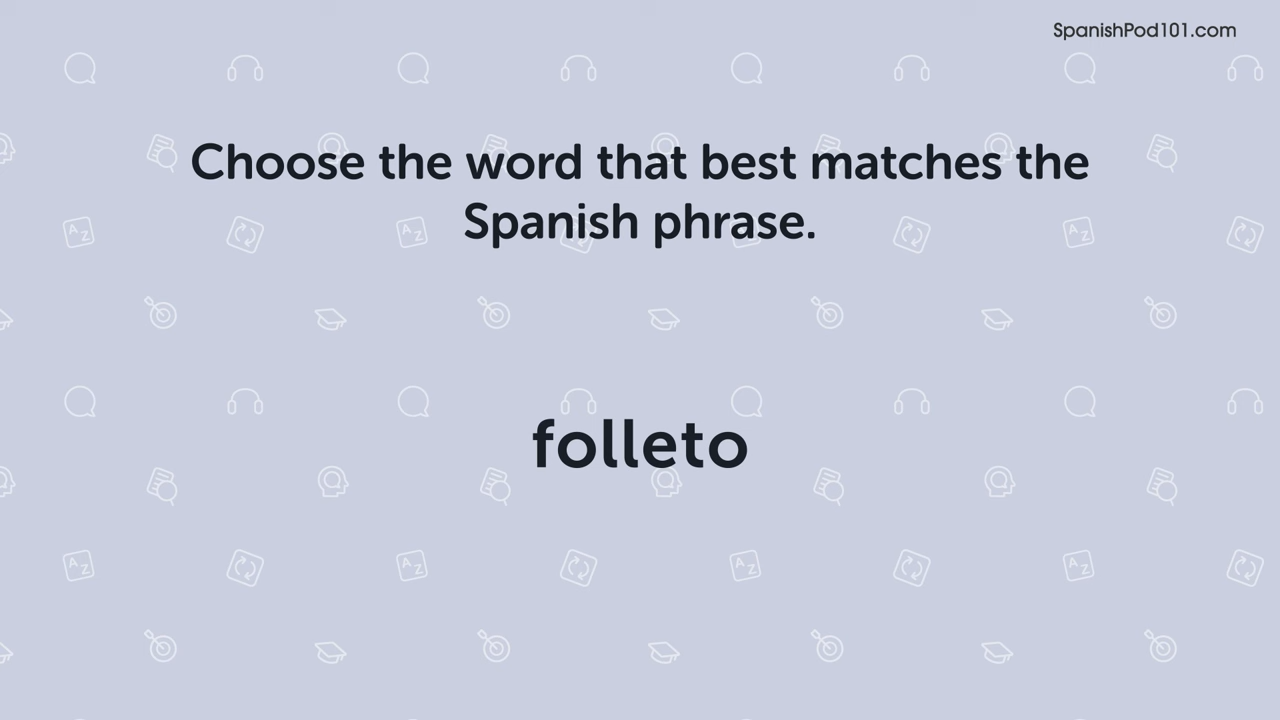 SpanishPod101.com
Choose the word that best matches the
Spanish phrase.
folleto